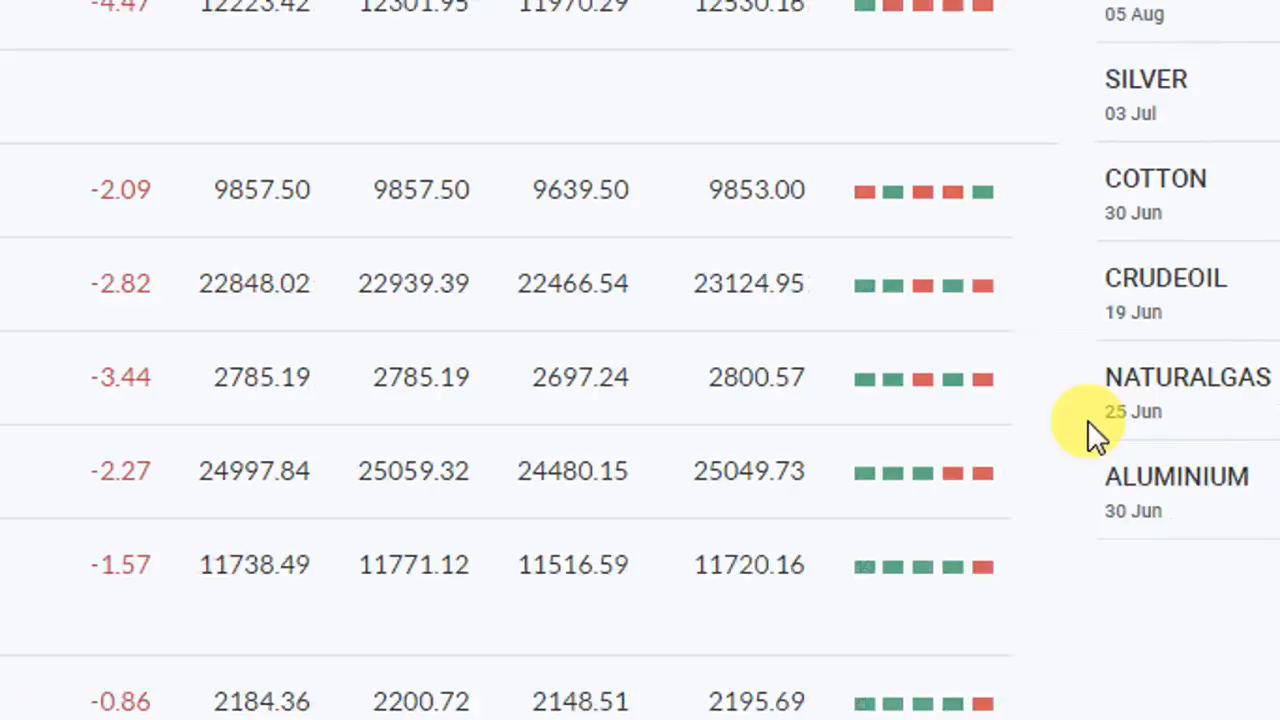 -4.47 12223.42 12301.95 11970.29 12530.16
-2.09 9857.50 9857.50 9639.50 9853.00
-2.82 22848.02 22939.39 22466.54 23124.95
-3.44 2785.19 2785.19 2697.24 2800.57
-2.27 24997.84 25059.32 24480.15 25049.73
-1.57 11738.49 11771.12 11516.59 11720.16
-0.86 2184.36 2200.72 2148.51 2195.69
05 Aug
SILVER
03 Jul
COTTON
30 Jun
CRUDEOIL
19 Jun
NATURALGAS
25 Jun
ALUMINIUM
30 Jun